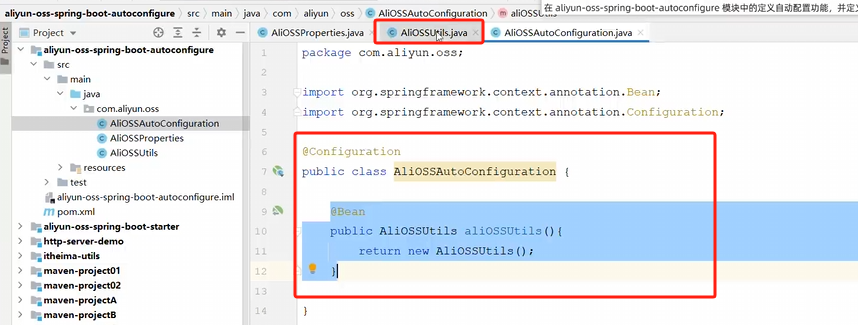 在 aliyun-oss-spring-boot-autoconfigure 模块中的定义自动配置功能，并定
aliyun-oss-spring-boot-autoconfigure src main java com aliyun oss AliOSSAutoConfiguration aliOSSUtils
Project
Project
AliOSSProperties.java AliOSSUtils.java AliOSSAutoConfiguration.java
aliyun-oss-spring-boot-autoconfigure
src
main
java
com.aliyun.oss
AliOSSAutoConfiguration
AliOSSProperties
AliOSSUtils
resources
test
aliyun-oss-spring-boot-autoconfigure.iml
pom.xml
aliyun-oss-spring-boot-starter
http-server-demo
itheima-utils
maven-project01
maven-project02
maven-projectA
maven-projectB
1 package com.aliyun.oss;
2
3 import org.springframework.context.annotation.Bean;
4 import org.springframework.context.annotation.Configuration;
5
6 @Configuration
7 public class AliOSSAutoConfiguration {
8
9 @Bean
10 public AliOSSUtils aliOSSUtils(){
11 return new AliOSSUtils();
12 }
13
14 }